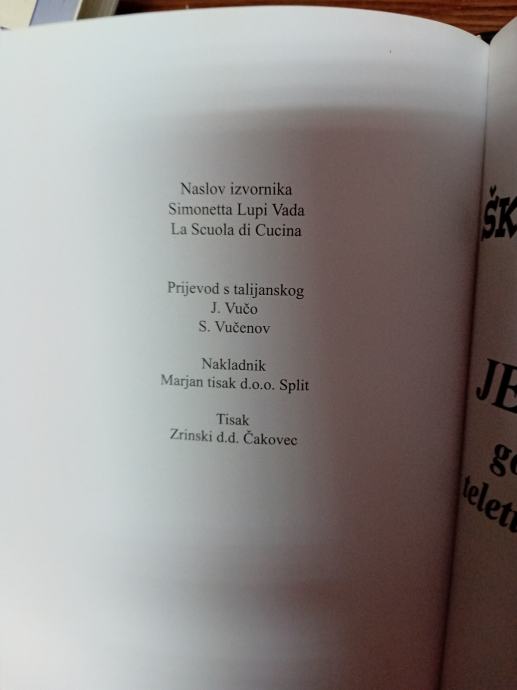 Naslov izvornika
Simonetta Lupi Vada
La Scuola di Cucina
Prijevod s talijanskog
J. Vučo
S. Vučenov
Nakladnik
Marjan tisak d.o.o. Split
Tisak
Zrinski d.d. Čakovec